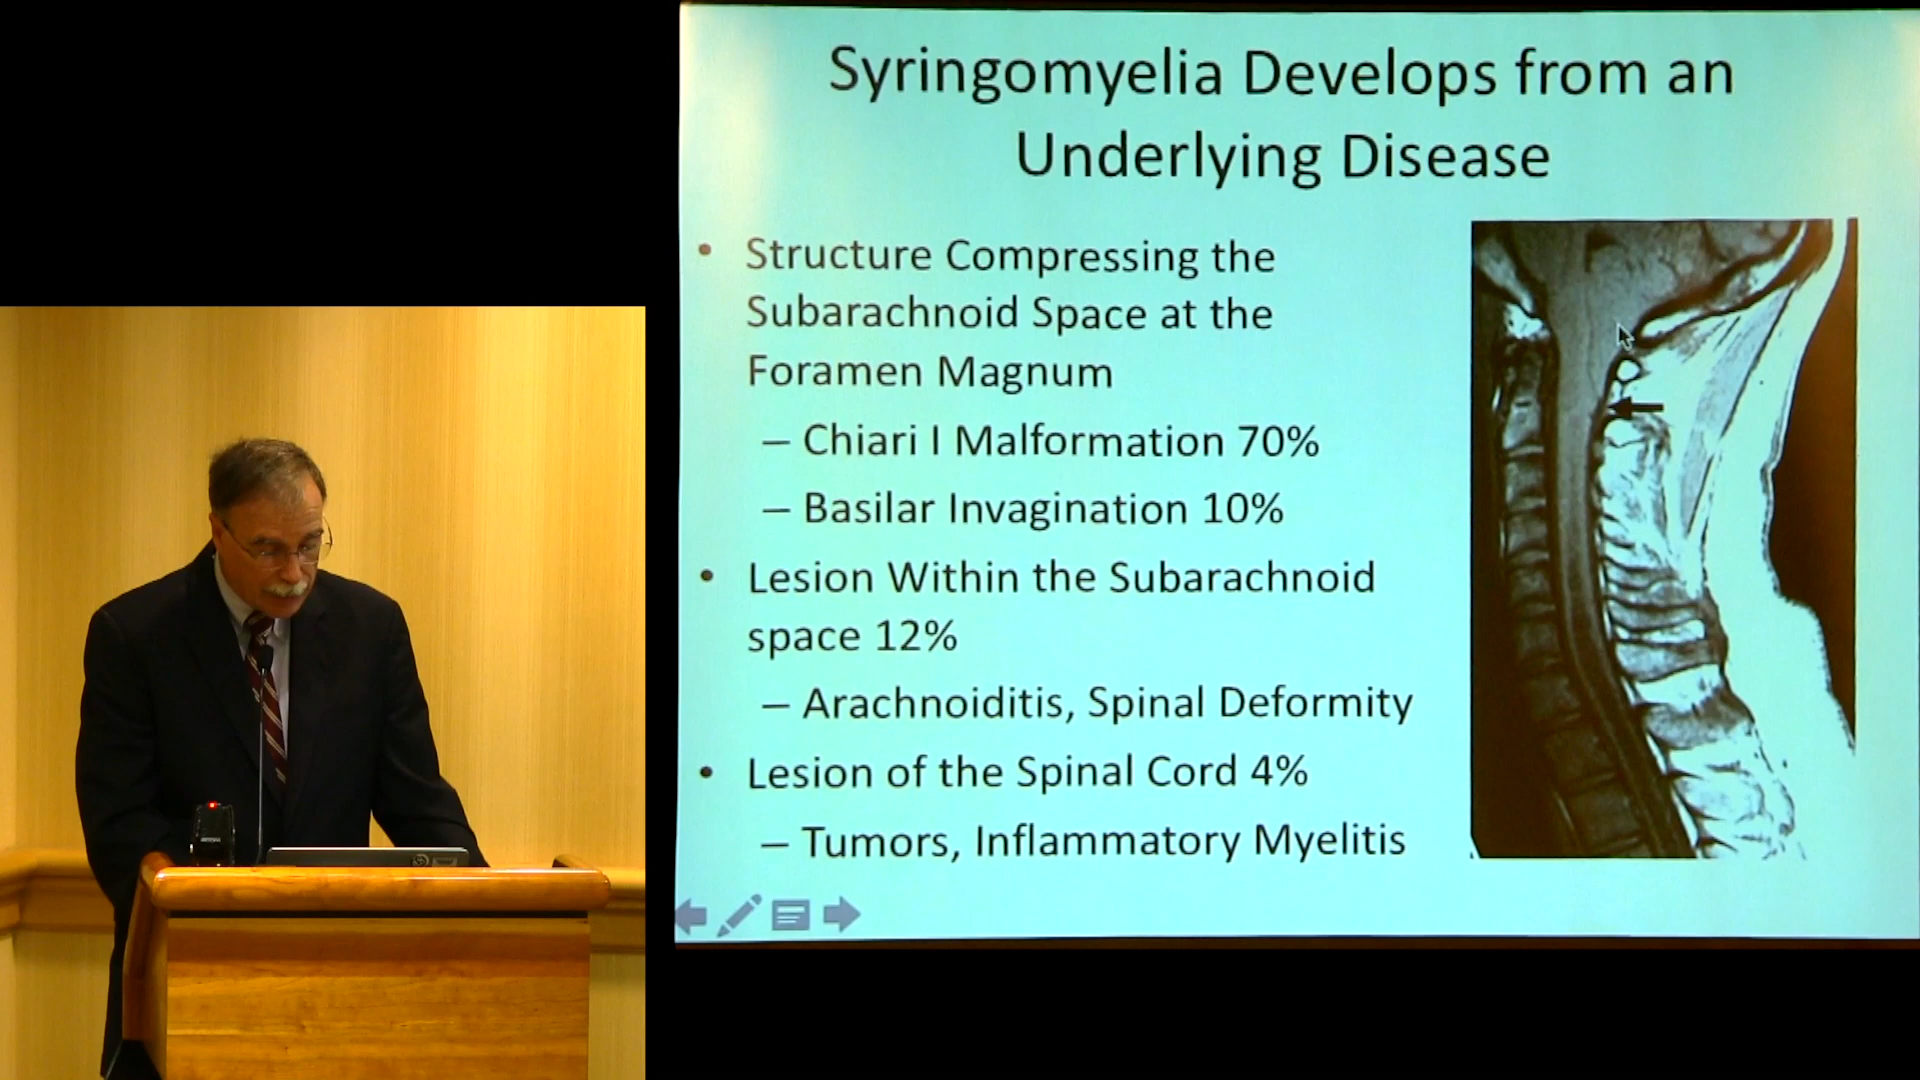 Syringomyelia Develops from an
Underlying Disease
• Structure Compressing the
Subarachnoid Space at the
Foramen Magnum
– Chiari I Malformation 70%
– Basilar Invagination 10%
• Lesion Within the Subarachnoid
space 12%
– Arachnoiditis, Spinal Deformity
• Lesion of the Spinal Cord 4%
– Tumors, Inflammatory Myelitis